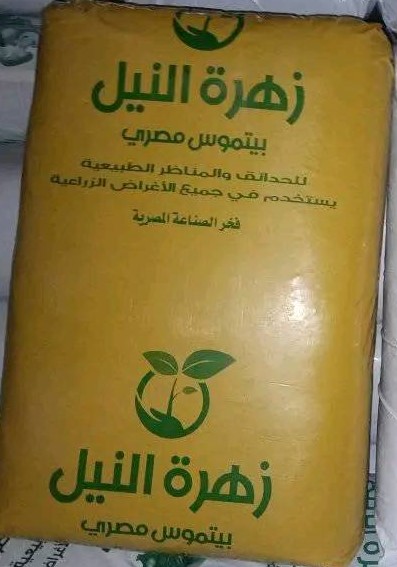 زهرة النيل
بيتموس مصري
للحدائق والمناظر الطبيعية
يستخدم في جميع الأغراض الزراعية
فخر الصناعة المصرية
زهرة النيل
بيتموس مصري